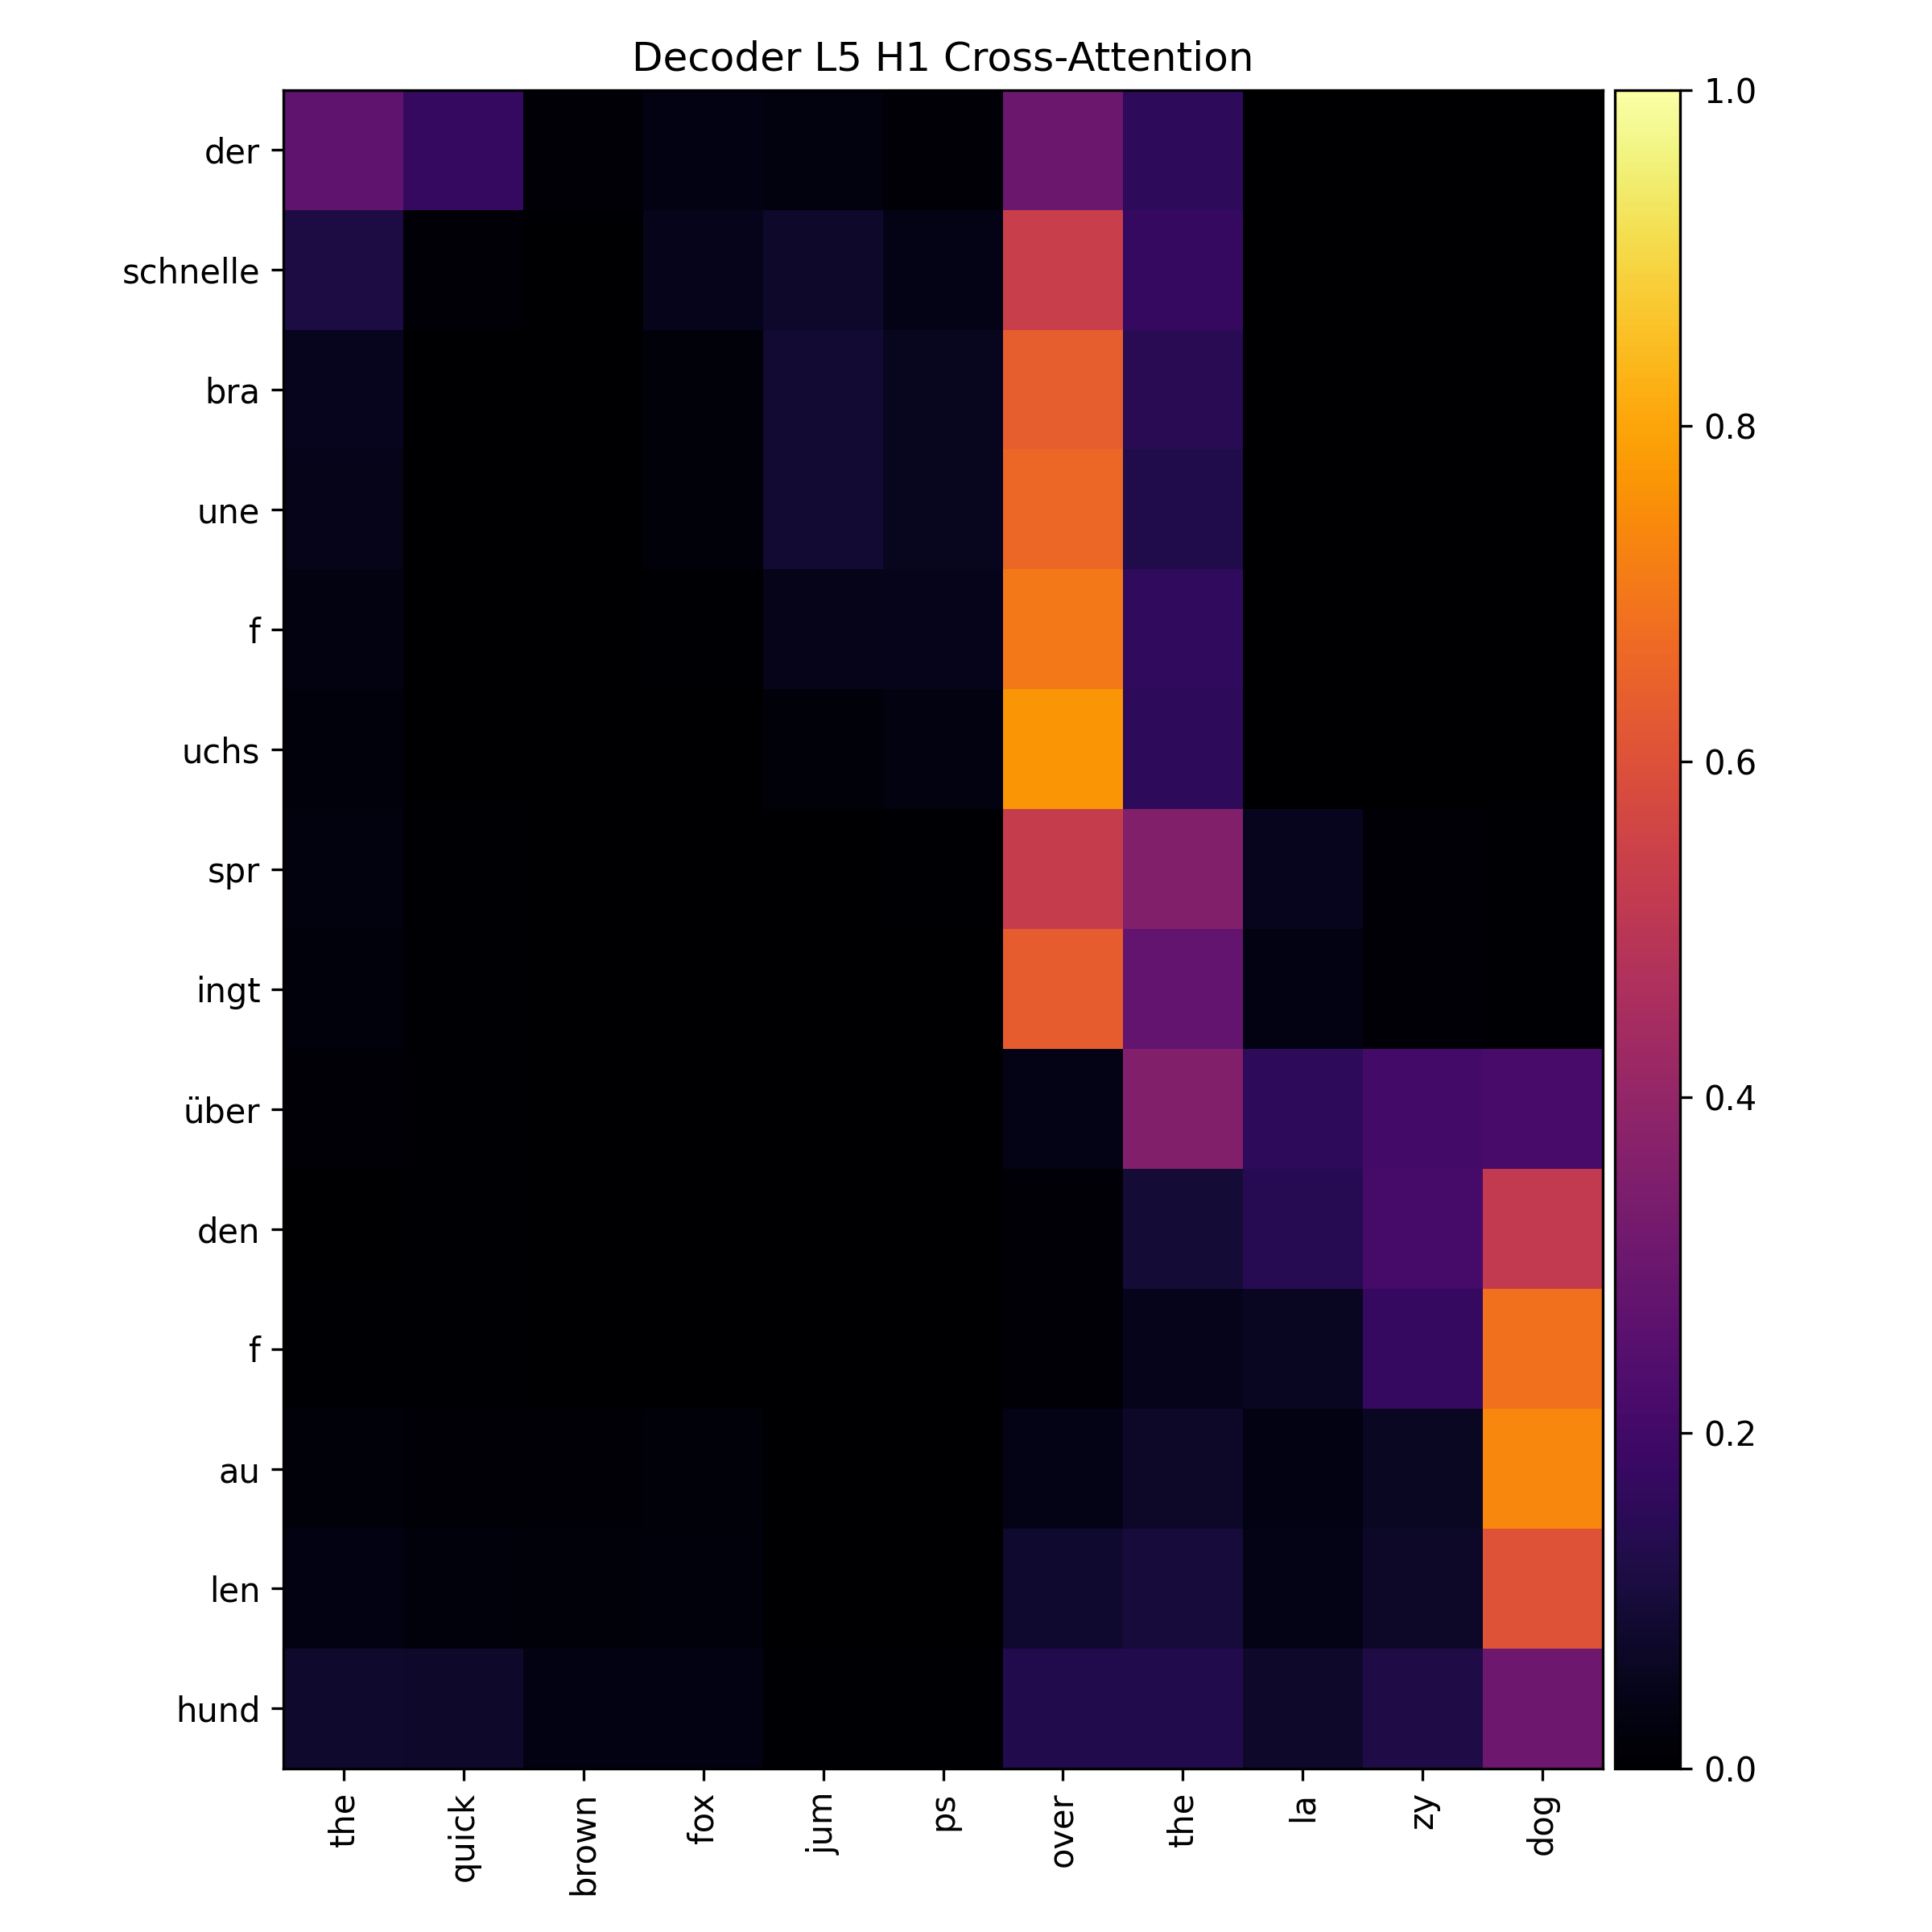 Decoder L5 H1 Cross-Attention
der
schnelle
bra
une
f
uchs
spr
ingt
über
den
f
au
len
hund
the
quick
brown
fox
jum
ps
over
the
la
zy
dog
1.0
0.8
0.6
0.4
0.2
0.0